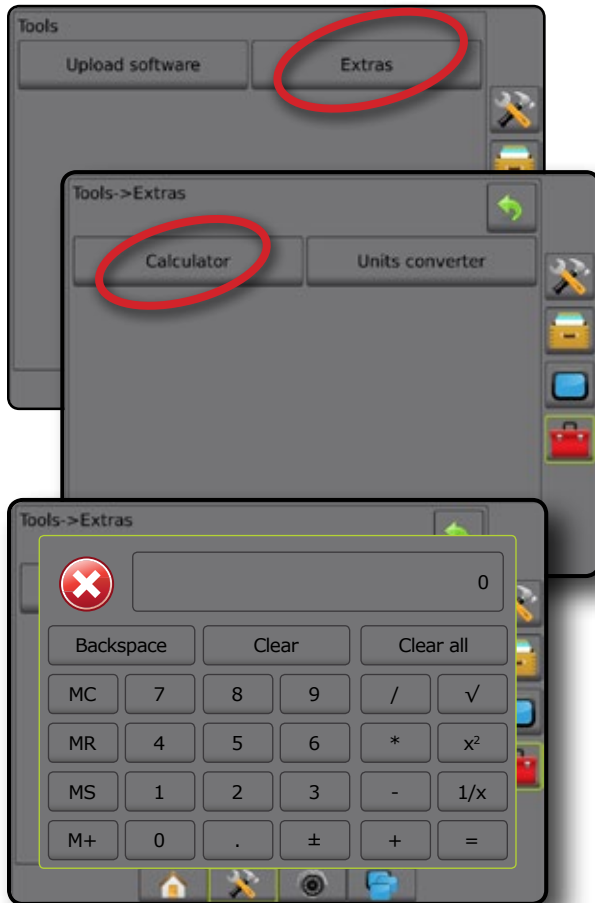 Tools
Upload software Extras
Tools->Extras
Calculator Units converter
Tools->Extras
0
Backspace Clear Clear all
MC 7 8 9 / √
MR 4 5 6 * x²
MS 1 2 3 - 1/x
M+ 0 . ± + =